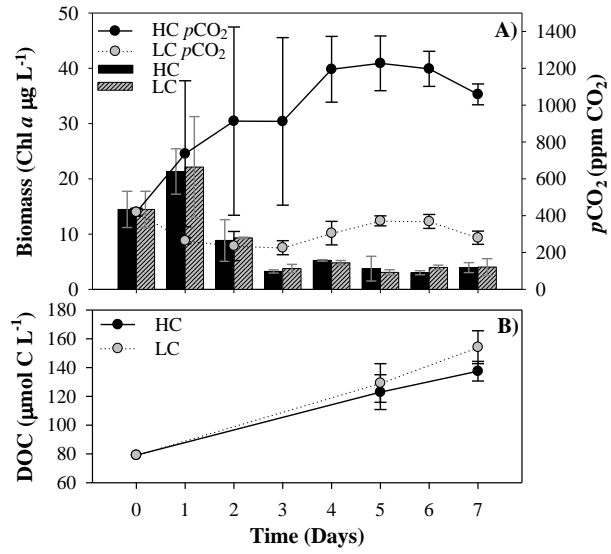 HC pCO₂
LC pCO₂
HC
LC
A)
Biomass (Chl a µg L⁻¹)
50
40
30
20
10
0
pCO₂ (ppm CO₂)
1400
1200
1000
800
600
400
200
0
HC
LC
B)
DOC (µmol C L⁻¹)
180
160
140
120
100
80
60
0 1 2 3 4 5 6 7
Time (Days)